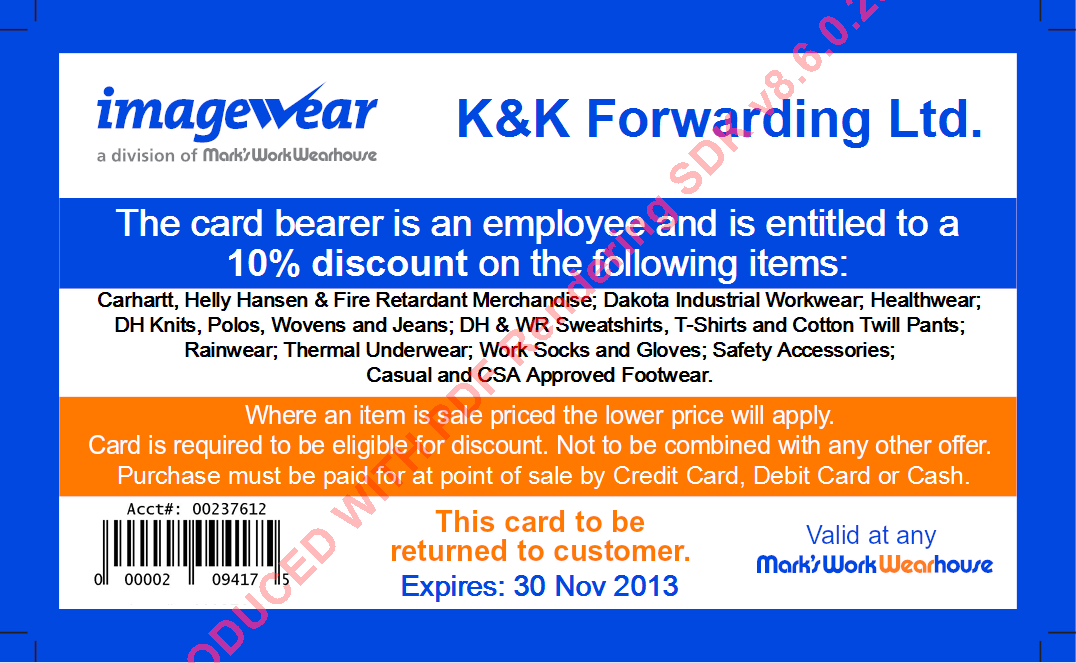 imagewear
a division of Mark's Work Wearhouse
K&K Forwarding Ltd.
The card bearer is an employee and is entitled to a
10% discount on the following items:
Carhartt, Helly Hansen & Fire Retardant Merchandise; Dakota Industrial Workwear; Healthwear;
DH Knits, Polos, Wovens and Jeans; DH & WR Sweatshirts, T-Shirts and Cotton Twill Pants;
Rainwear; Thermal Underwear; Work Socks and Gloves; Safety Accessories;
Casual and CSA Approved Footwear.
Where an item is sale priced the lower price will apply.
Card is required to be eligible for discount. Not to be combined with any other offer.
Purchase must be paid for at point of sale by Credit Card, Debit Card or Cash.
Acct#: 00237612
0 00002 09417 5
This card to be
returned to customer.
Expires: 30 Nov 2013
Valid at any
Mark's Work Wearhouse
ODUCED WITH PDF Rendering SDK v8.6.0.2